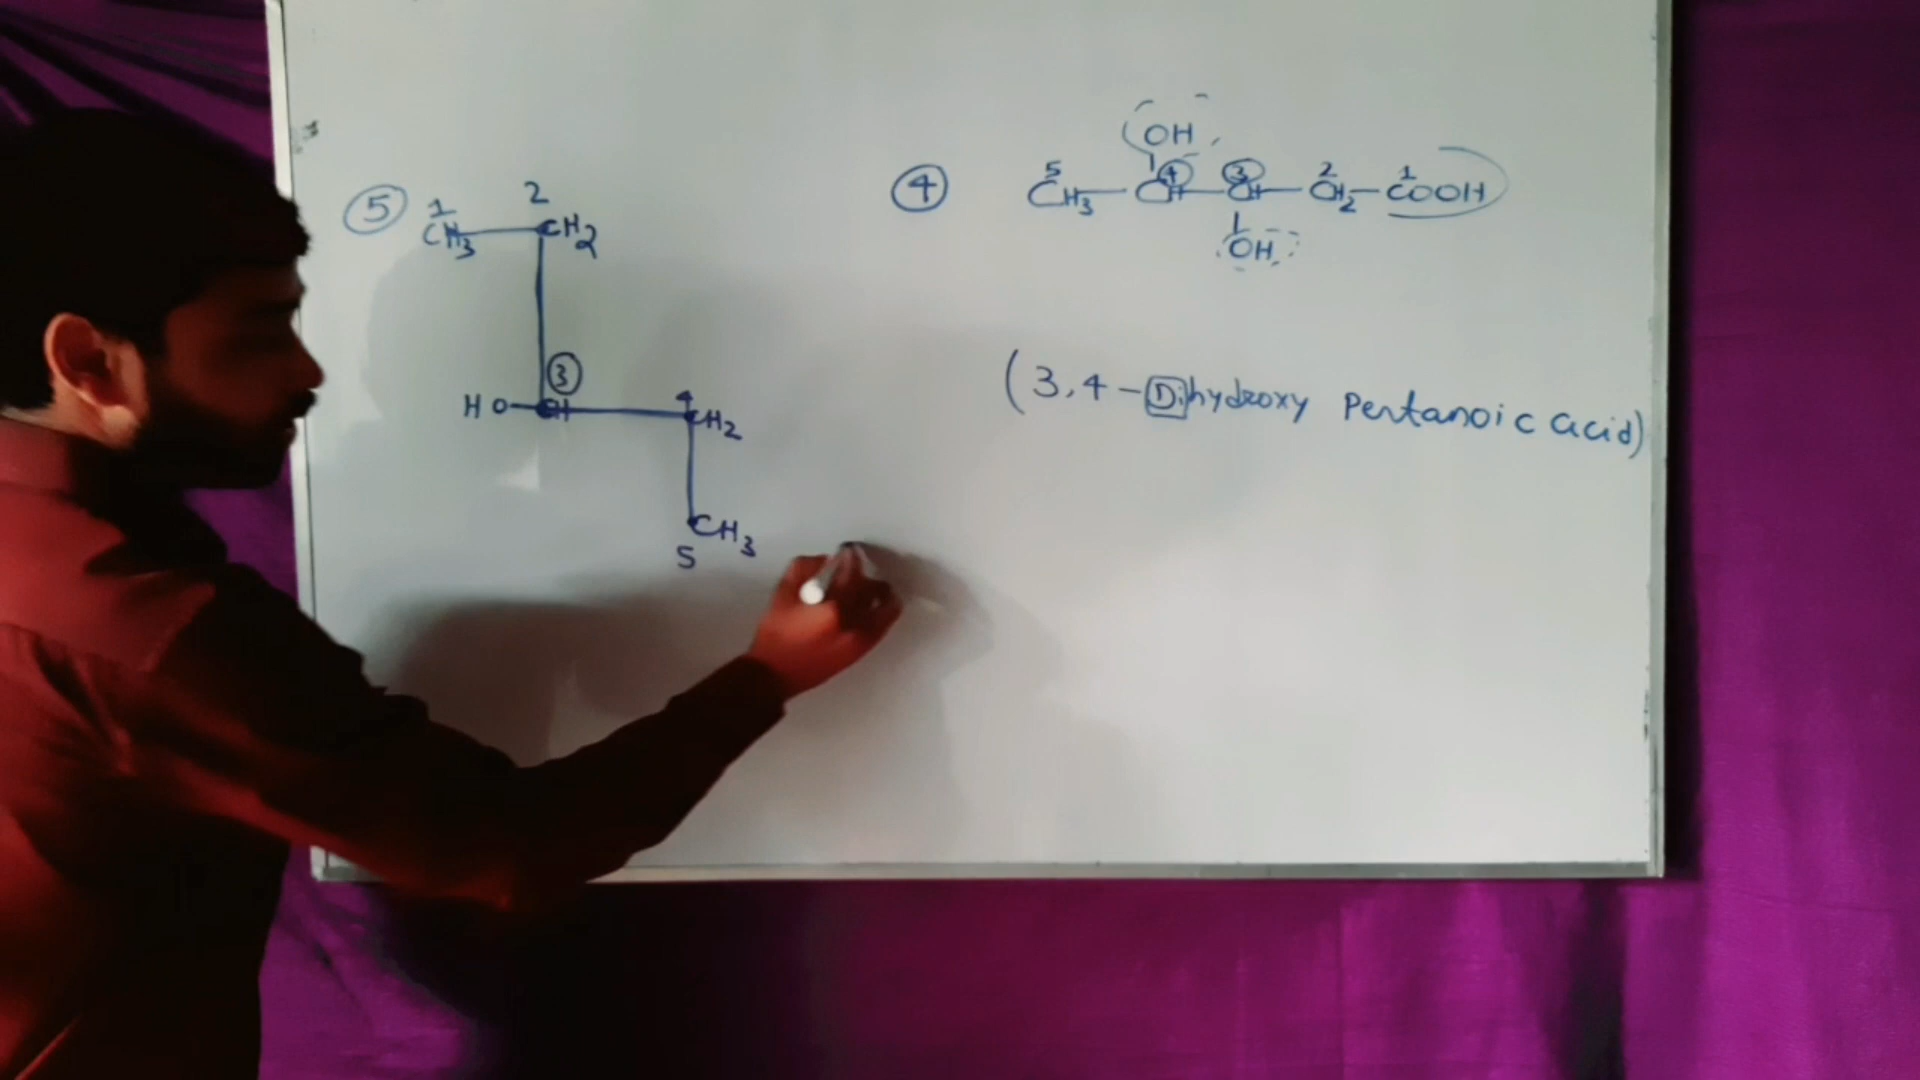 ⑤ 1 2
CH3—CH2
③ 4
HO—CH—CH2
CH3
5
④
OH
5 ④ ③ 2 1
CH3—CH—CH—CH2—COOH
OH
(3,4-Dihydroxy Pentanoic acid)